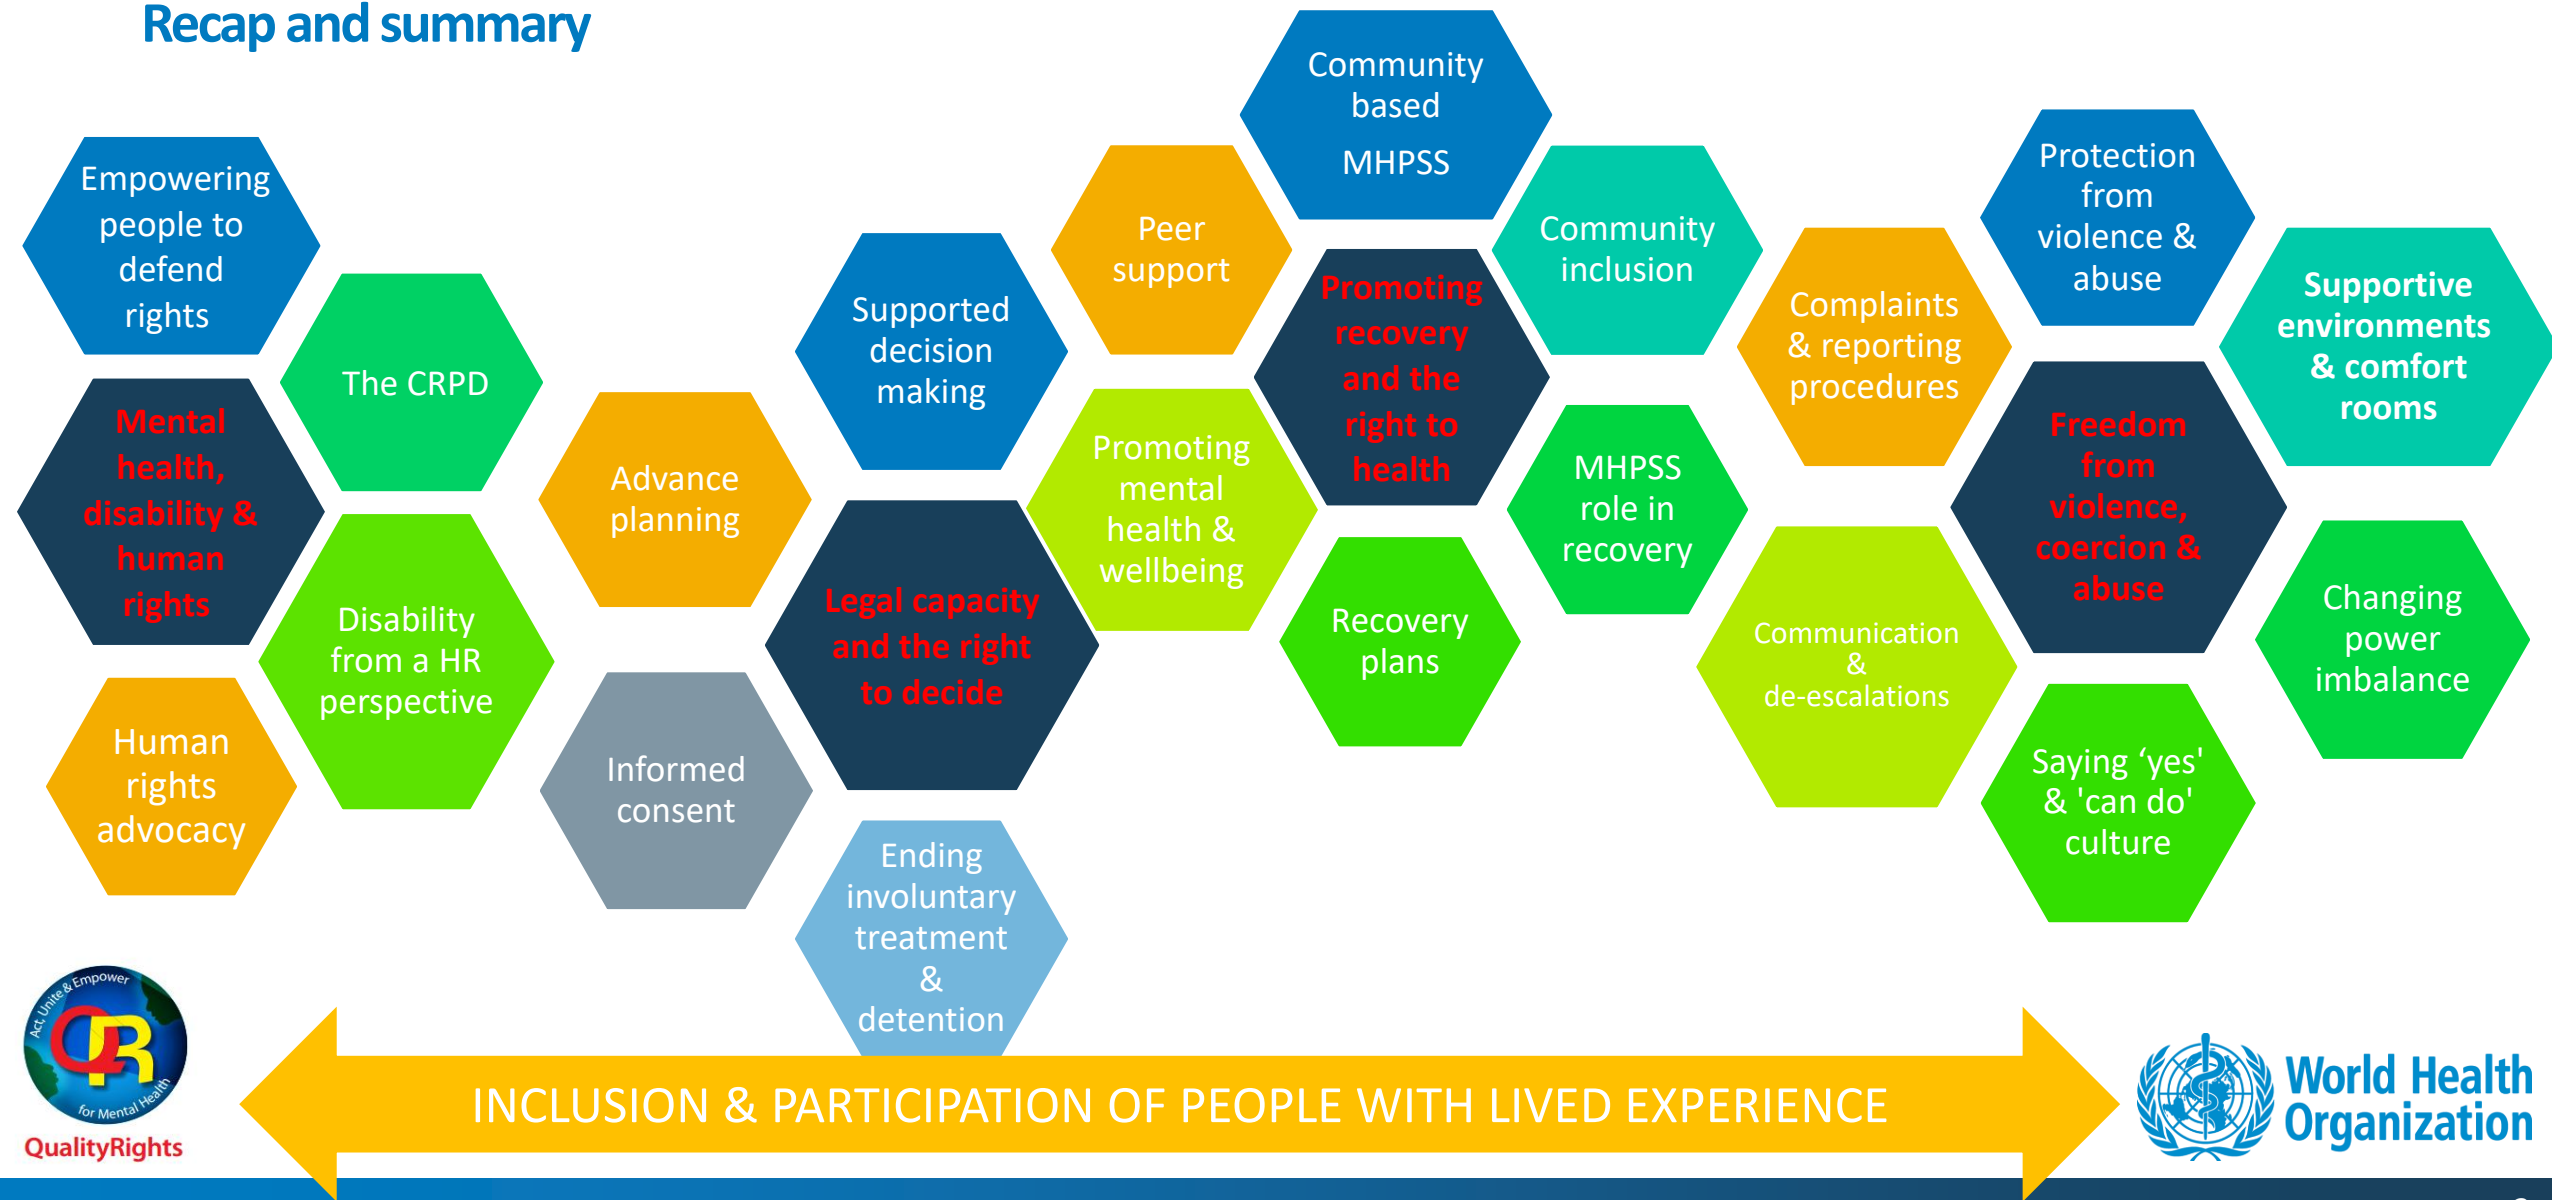 Recap and summary
Empowering
people to
defend
rights
The CRPD
Mental
health,
disability &
human
rights
Disability
from a HR
perspective
Human
rights
advocacy
Supported
decision
making
Advance
planning
Legal capacity
and the right
to decide
Informed
consent
Ending
involuntary
treatment
&
detention
Community
based
MHPSS
Peer
support
Community
inclusion
Promoting
recovery
and the
right to
health
Promoting
mental
health &
wellbeing
MHPSS
role in
recovery
Recovery
plans
Protection
from
violence &
abuse
Complaints
& reporting
procedures
Supportive
environments
& comfort
rooms
Freedom
from
violence,
coercion &
abuse
Communication
&
de-escalations
Changing
power
imbalance
Saying ‘yes'
& 'can do'
culture
Act, Unite & Empower
QR
for Mental Health
QualityRights
INCLUSION & PARTICIPATION OF PEOPLE WITH LIVED EXPERIENCE
World Health
Organization